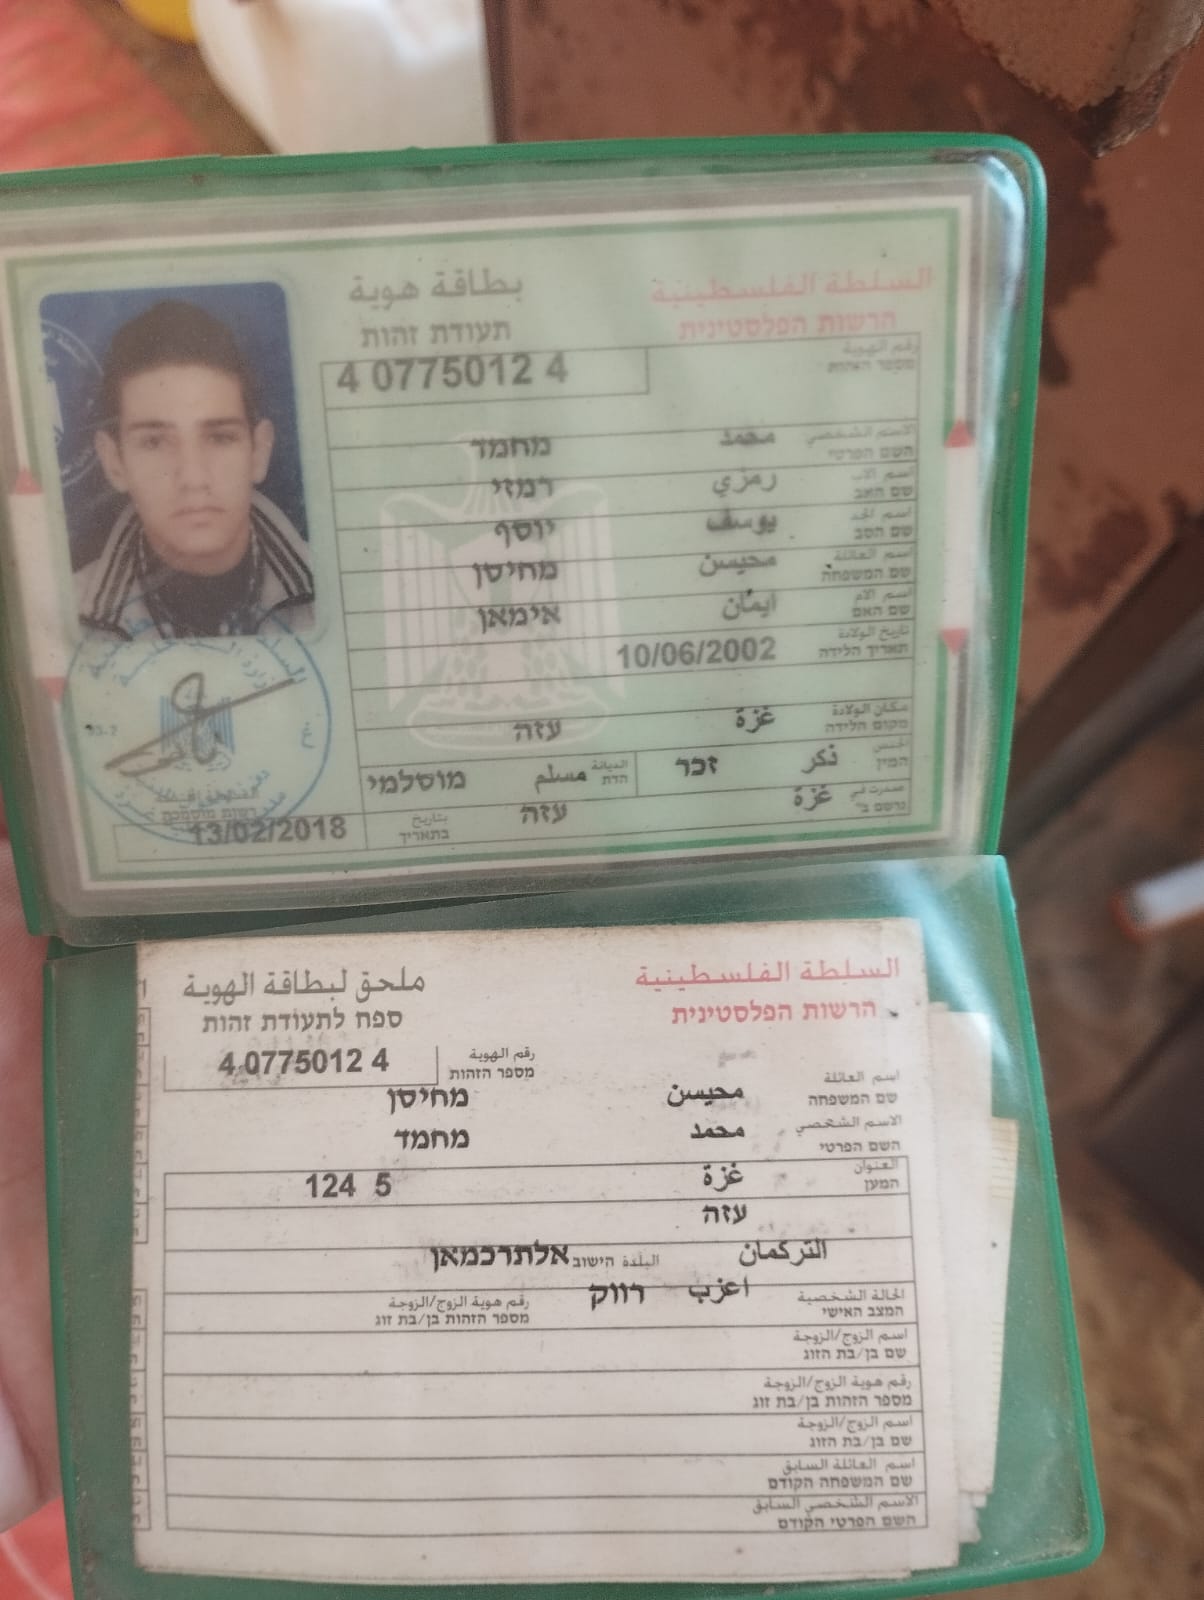 السلطة الفلسطينية بطاقة هوية
הרשות הפלסטינית תעודת זהות
رقم الهوية 4 0775012 4
מספר הזהות
الاسم الشخصي محمد מחמד
השם הפרטי
اسم الاب رمزي רמזי
שם האב
اسم الجد يوسف יוסף
שם הסב
اسم العائلة محيسن מחיסן
שם המשפחה
اسم الام ايمان אימאן
שם האם
تاريخ الولادة 10/06/2002
תאריך הלידה
مكان الولادة غزة עזה
מקום הלידה
الجنس ذكر זכר الديانة مسلم מוסלמי
המין הדת
صدرت في غزة עזה بتاريخ 13/02/2018
נרשם ב בתאריך
السلطة الفلسطينية ملحق لبطاقة الهوية
הרשות הפלסטינית ספח לתעודת זהות
رقم الهوية 4 0775012 4
מספר הזהות
اسم العائلة محيسن מחיסן
שם המשפחה
الاسم الشخصي محمد מחמד
השם הפרטי
العنوان غزة 124 5
המען
עזה
التركمان البلدة הישוב אלתרכמאן
الحالة الشخصية اعزب רווק رقم هوية الزوج/الزوجة
המצב האישי מספר הזהות בן/בת זוג
اسم الزوج/الزوجة
שם בן/בת הזוג
رقم هوية الزوج/الزوجة
מספר הזהות בן/בת זוג
اسم الزوج/الزوجة
שם בן/בת הזוג
اسم العائلة السابق
שם המשפחה הקודם
الاسم الشخصي السابق
השם הפרטי הקודם